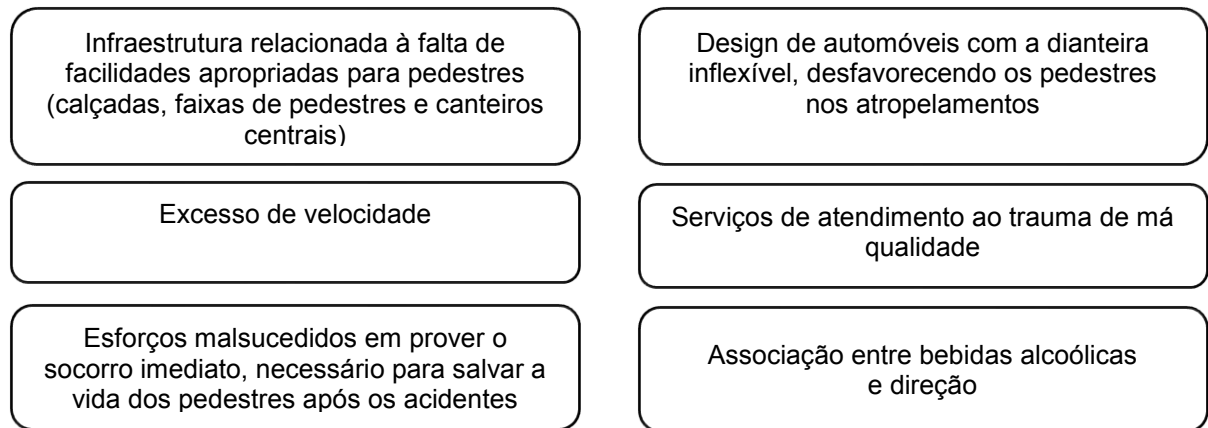 Infraestrutura relacionada à falta de
facilidades apropriadas para pedestres
(calçadas, faixas de pedestres e canteiros
centrais)
Design de automóveis com a dianteira
inflexível, desfavorecendo os pedestres
nos atropelamentos
Excesso de velocidade
Serviços de atendimento ao trauma de má
qualidade
Esforços malsucedidos em prover o
socorro imediato, necessário para salvar a
vida dos pedestres após os acidentes
Associação entre bebidas alcoólicas
e direção